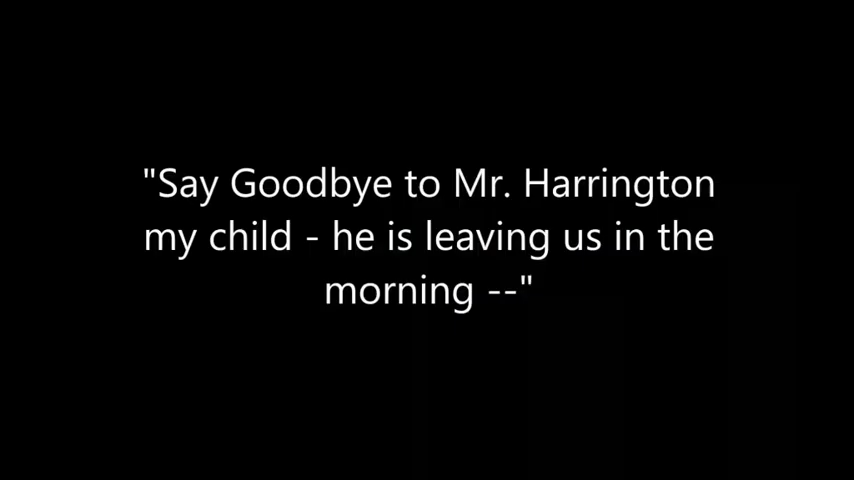 "Say Goodbye to Mr. Harrington
my child - he is leaving us in the
morning --"